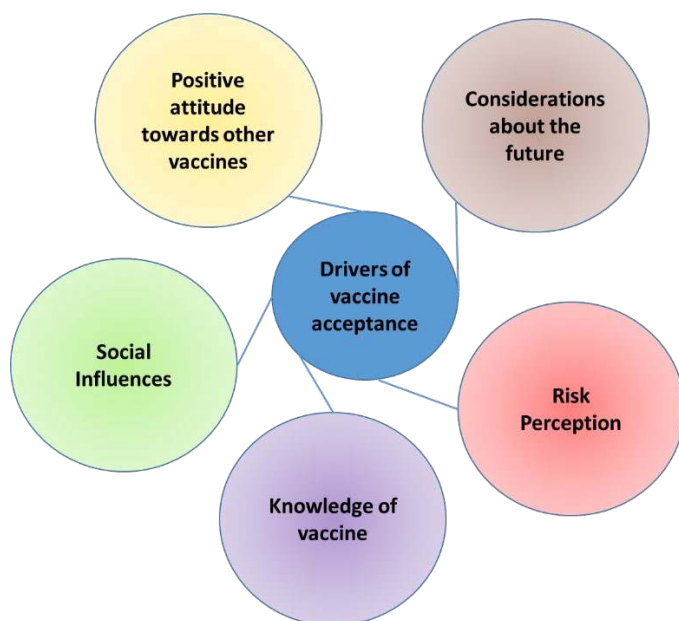 Positive
attitude
towards other
vaccines
Considerations
about the
future
Drivers of
vaccine
acceptance
Social
Influences
Risk
Perception
Knowledge of
vaccine